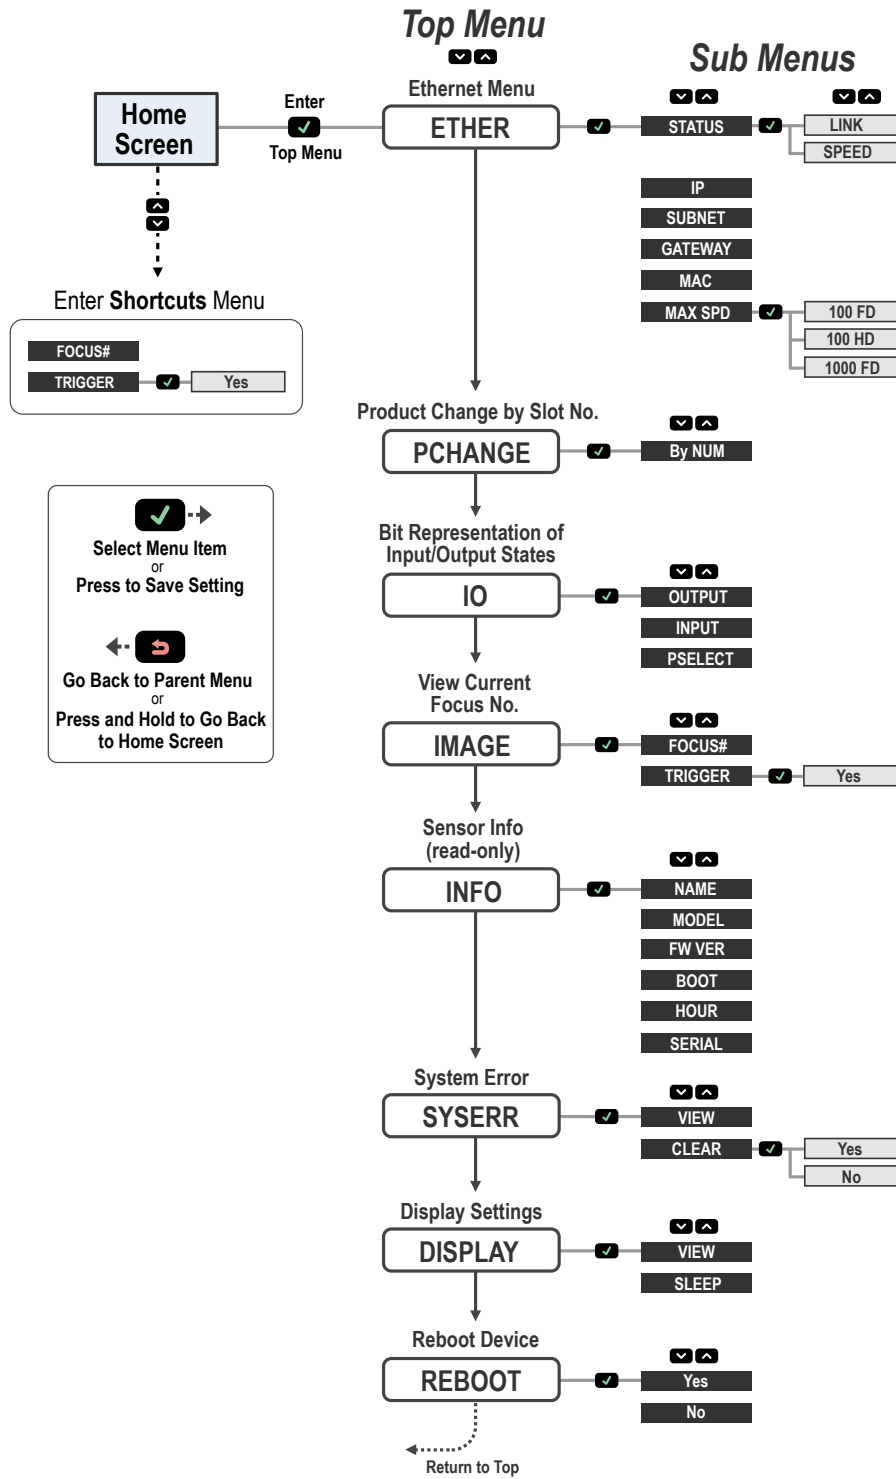 Top Menu
Sub Menus
Home
Screen
Enter
Top Menu
Ethernet Menu
ETHER
STATUS
LINK
SPEED
IP
SUBNET
GATEWAY
MAC
MAX SPD
100 FD
100 HD
1000 FD
Enter Shortcuts Menu
FOCUS#
TRIGGER
Yes
Product Change by Slot No.
PCHANGE
By NUM
Select Menu Item
or
Press to Save Setting
Go Back to Parent Menu
or
Press and Hold to Go Back
to Home Screen
Bit Representation of
Input/Output States
IO
OUTPUT
INPUT
PSELECT
View Current
Focus No.
IMAGE
FOCUS#
TRIGGER
Yes
Sensor Info
(read-only)
INFO
NAME
MODEL
FW VER
BOOT
HOUR
SERIAL
System Error
SYSERR
VIEW
CLEAR
Yes
No
Display Settings
DISPLAY
VIEW
SLEEP
Reboot Device
REBOOT
Yes
No
Return to Top